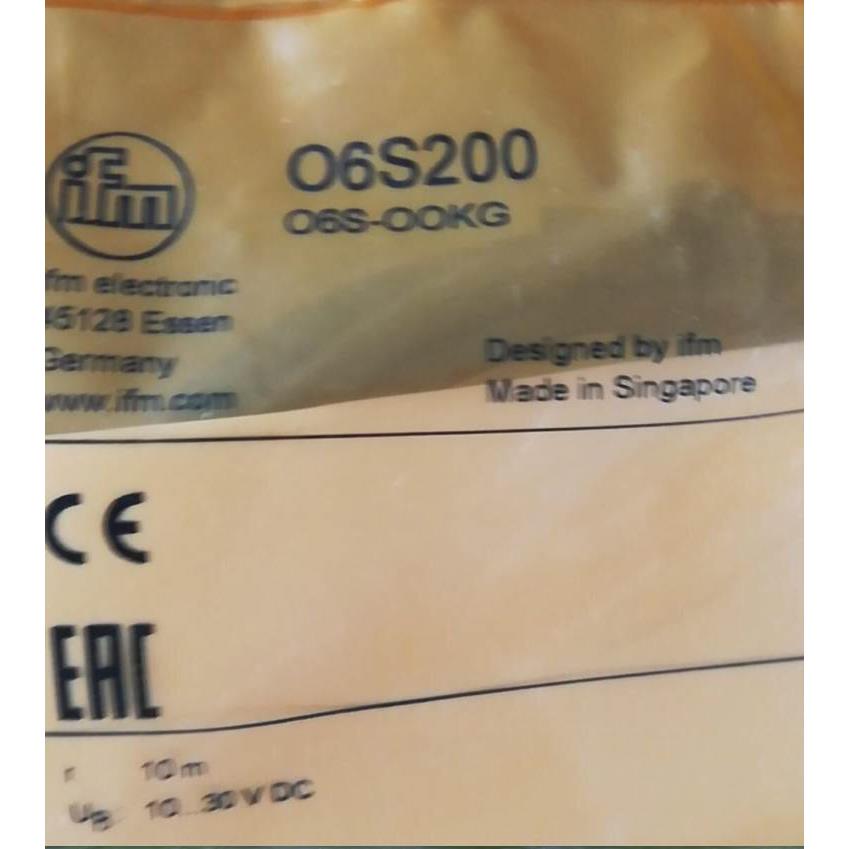 ifm
O6S200
O6S-OOKG
ifm electronic
45128 Essen
Germany
www.ifm.com
Designed by ifm
Made in Singapore
CE
EAC
r 10 m
UB: 10...30 V DC